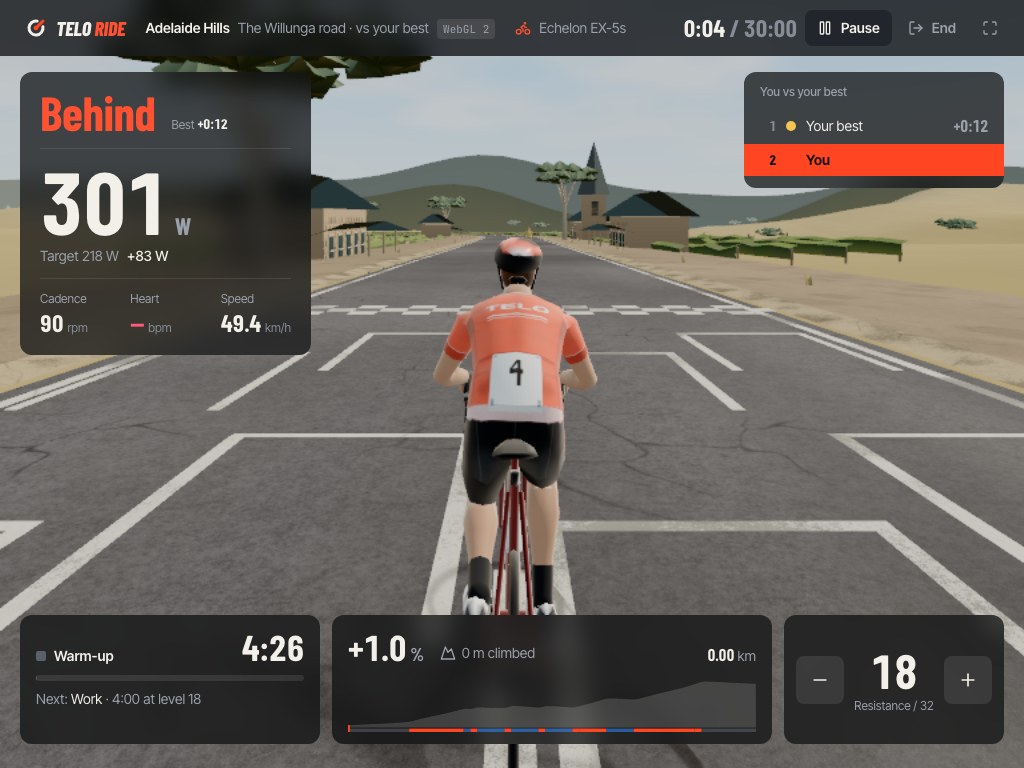 TELO RIDE Adelaide Hills The Willunga road · vs your best WebGL 2 Echelon EX-5s 0:04 / 30:00 Pause End
Behind Best +0:12
301 W
Target 218 W +83 W
Cadence Heart Speed
90 rpm – bpm 49.4 km/h
You vs your best
1 Your best +0:12
2 You
TELO
4
Warm-up 4:26
Next: Work · 4:00 at level 18
+1.0 % 0 m climbed 0.00 km
− 18 +
Resistance / 32